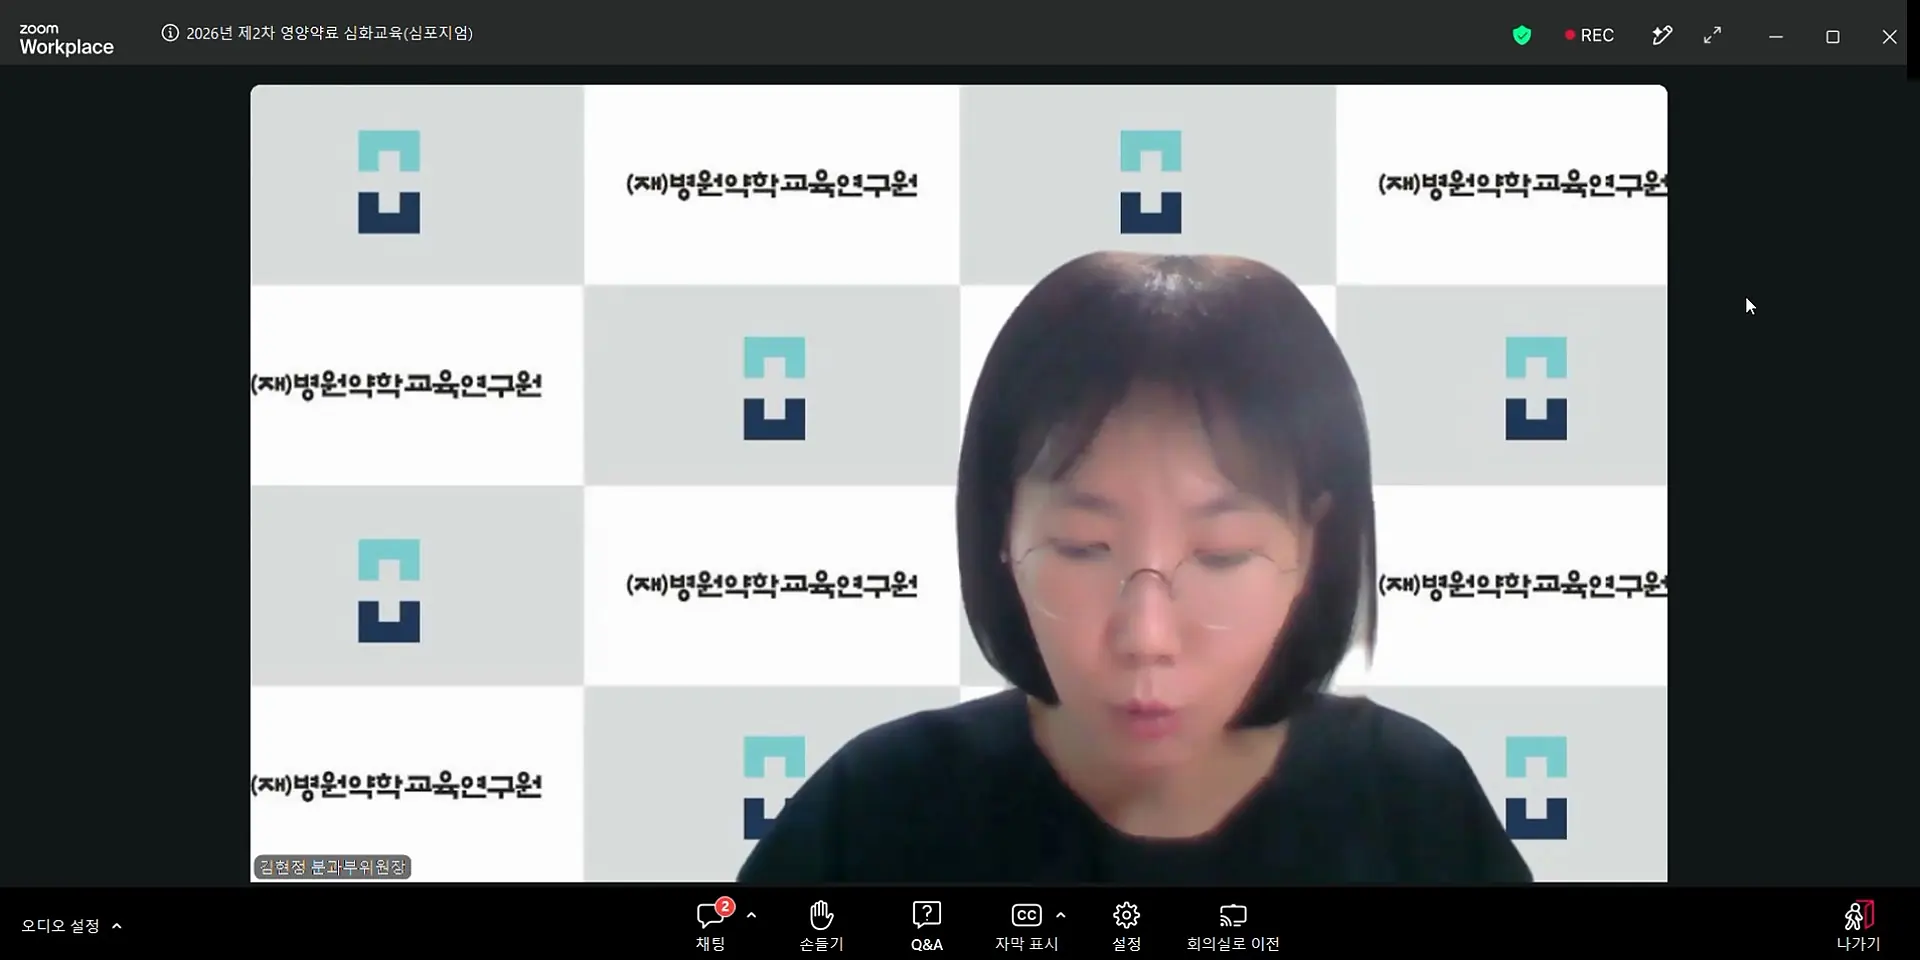 zoom
Workplace
2026년 제2차 영양약료 심화교육(심포지엄)
REC
(재)병원약학교육연구원
(재)병원약학교육연구원
(재)병원약학교육연구원
(재)병원약학교육연구원
(재)병원약학교육연구원
(재)병원약학교육연구원
김현정 분과부위원장
오디오 설정
2
채팅
손들기
Q&A
CC
자막 표시
설정
회의실로 이전
나가기